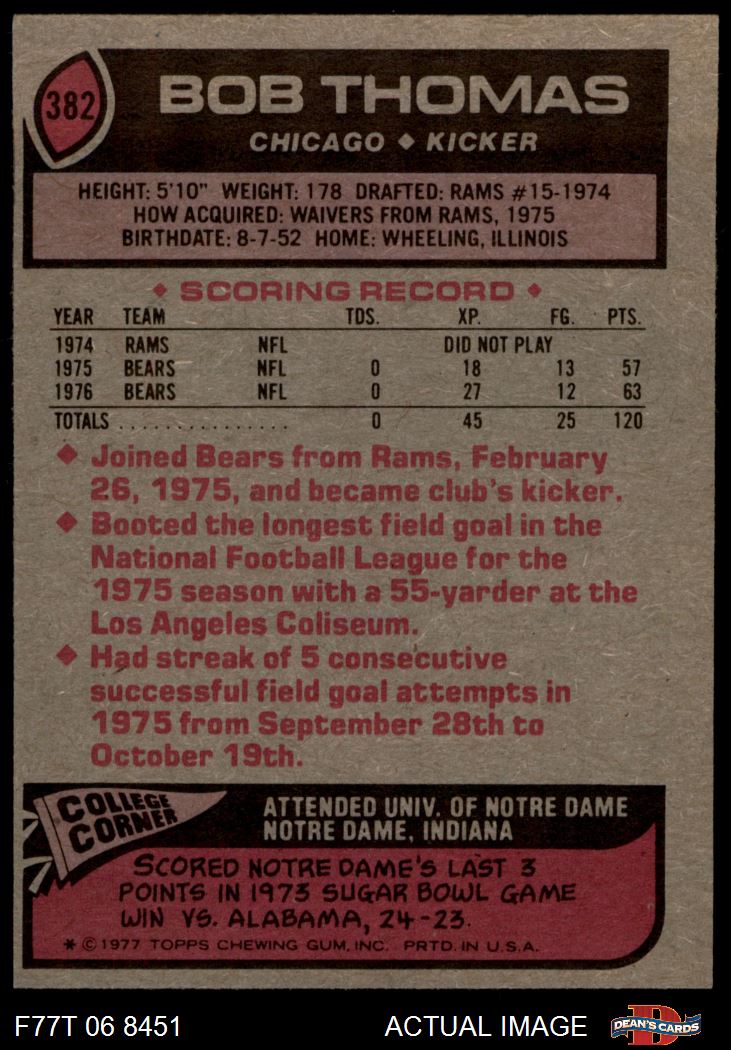 382
BOB THOMAS
CHICAGO ♦ KICKER
HEIGHT: 5'10" WEIGHT: 178 DRAFTED: RAMS #15-1974
HOW ACQUIRED: WAIVERS FROM RAMS, 1975
BIRTHDATE: 8-7-52 HOME: WHEELING, ILLINOIS
♦ SCORING RECORD ♦
YEAR TEAM TDS. XP. FG. PTS.
1974 RAMS NFL DID NOT PLAY
1975 BEARS NFL 0 18 13 57
1976 BEARS NFL 0 27 12 63
TOTALS . . . . . . . . . . . . . . . 0 45 25 120
♦ Joined Bears from Rams, February
26, 1975, and became club's kicker.
♦ Booted the longest field goal in the
National Football League for the
1975 season with a 55-yarder at the
Los Angeles Coliseum.
♦ Had streak of 5 consecutive
successful field goal attempts in
1975 from September 28th to
October 19th.
COLLEGE
CORNER
ATTENDED UNIV. OF NOTRE DAME
NOTRE DAME, INDIANA
SCORED NOTRE DAME'S LAST 3
POINTS IN 1973 SUGAR BOWL GAME
WIN VS. ALABAMA, 24-23.
* © 1977 TOPPS CHEWING GUM, INC. PRTD. IN U.S.A.
F77T 06 8451 ACTUAL IMAGE D DEAN'S CARDS